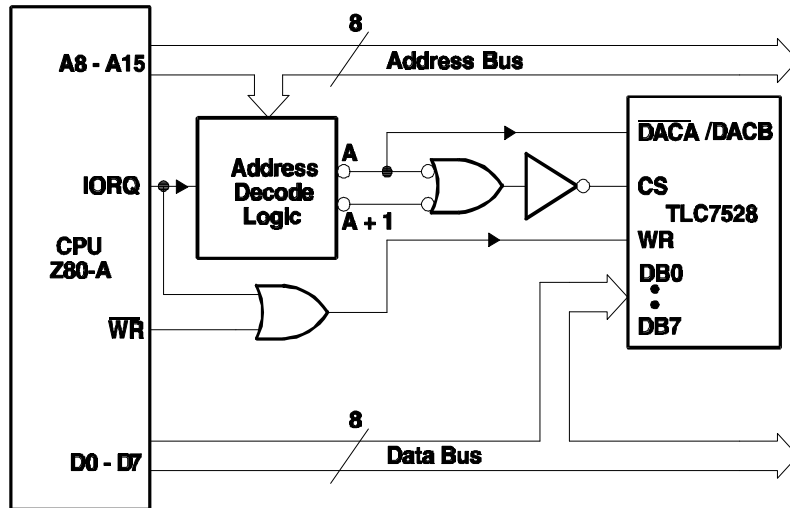 8
A8 - A15
Address Bus
IORQ
Address
Decode
Logic
A
A + 1
DACA /DACB
CS
TLC7528
WR
DB0
DB7
CPU
Z80-A
WR
8
D0 - D7
Data Bus